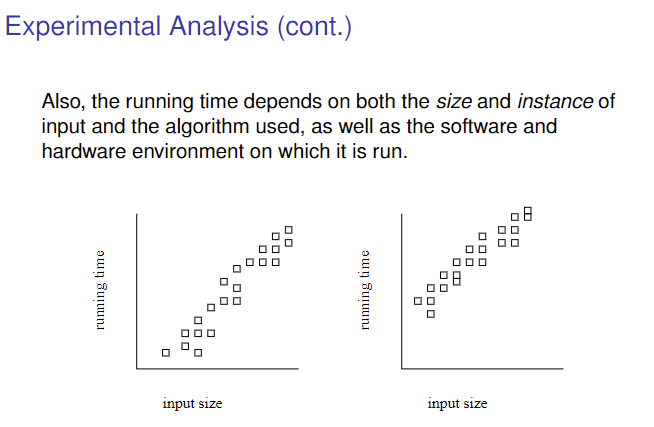 Experimental Analysis (cont.)
Also, the running time depends on both the size and instance of
input and the algorithm used, as well as the software and
hardware environment on which it is run.
running time
input size
running time
input size